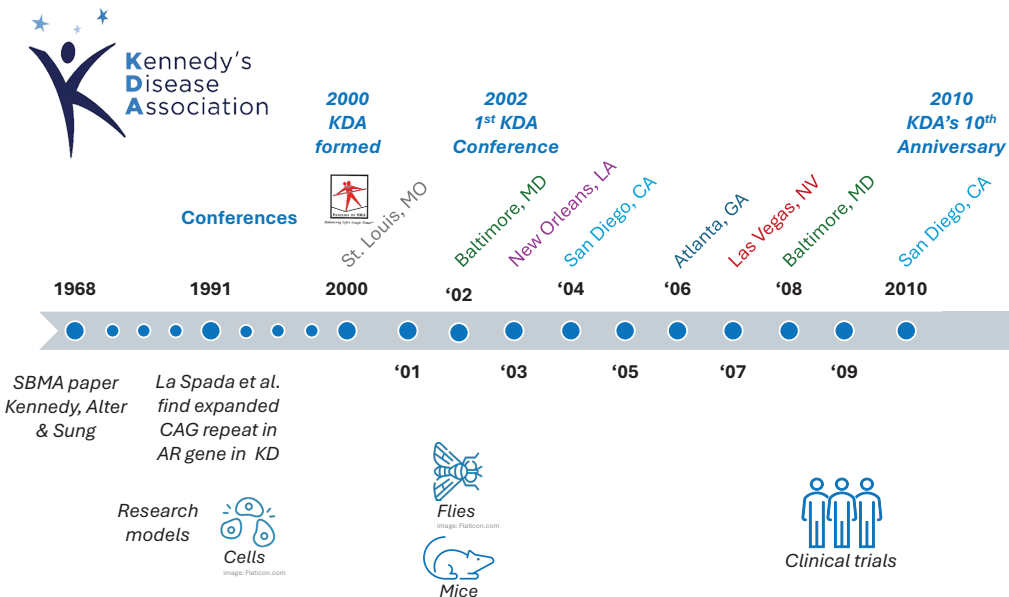 Kennedy's
Disease
Association
2000
KDA
formed
2002
1st KDA
Conference
2010
KDA's 10th
Anniversary
Conferences
FAMILIES OF SMA
St. Louis, MO
Baltimore, MD
New Orleans, LA
San Diego, CA
Atlanta, GA
Las Vegas, NV
Baltimore, MD
San Diego, CA
1968
1991
2000
‘02
‘04
‘06
‘08
2010
‘01
‘03
‘05
‘07
‘09
SBMA paper
Kennedy, Alter
& Sung
La Spada et al.
find expanded
CAG repeat in
AR gene in KD
Research
models
Cells
image: Flaticon.com
Flies
image: Flaticon.com
Mice
Clinical trials